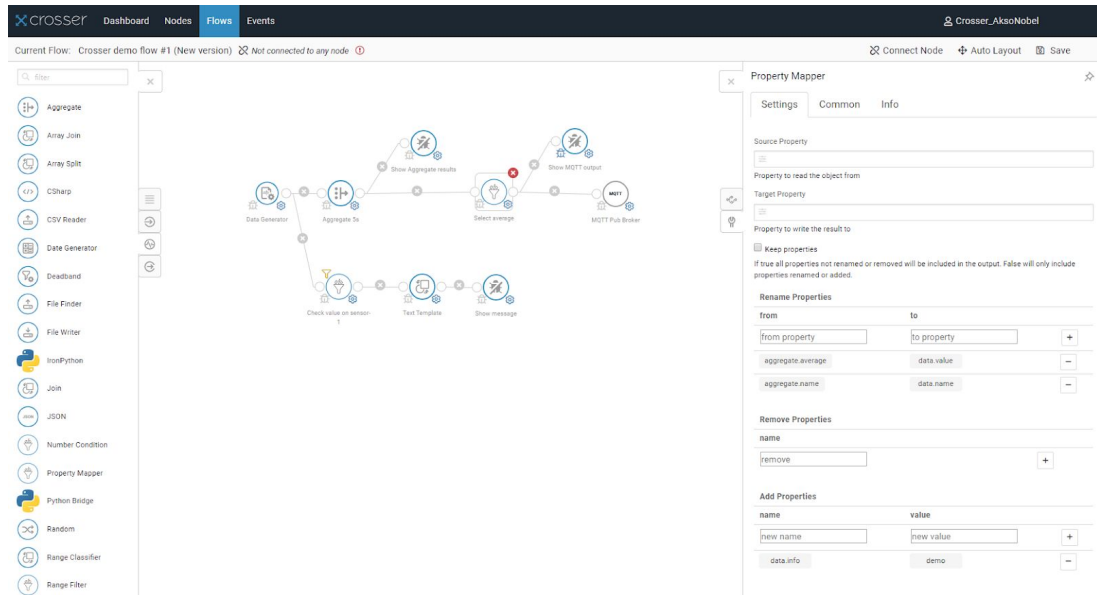 crosser Dashboard Nodes Flows Events Crosser_AksoNobel
Current Flow: Crosser demo flow #1 (New version) Not connected to any node Connect Node Auto Layout Save
filter
Aggregate
Array Join
Array Split
CSharp
CSV Reader
Date Generator
Deadband
File Finder
File Writer
IronPython
Join
JSON
JSON
Number Condition
Property Mapper
Python Bridge
Random
Range Classifier
Range Filter
Show Aggregate results
Show MQTT output
Data Generator
Aggregate 5s
Select average
MQTT
MQTT Pub Broker
Check value on sensor-
1
Text Template
Show message
Property Mapper
Settings Common Info
Source Property
Property to read the object from
Target Property
Property to write the result to
Keep properties
If true all properties not renamed or removed will be included in the output. False will only include
properties renamed or added.
Rename Properties
from to
from property to property +
aggregate.average data.value −
aggregate.name data.name −
Remove Properties
name
remove +
Add Properties
name value
new name new value +
data.info demo −